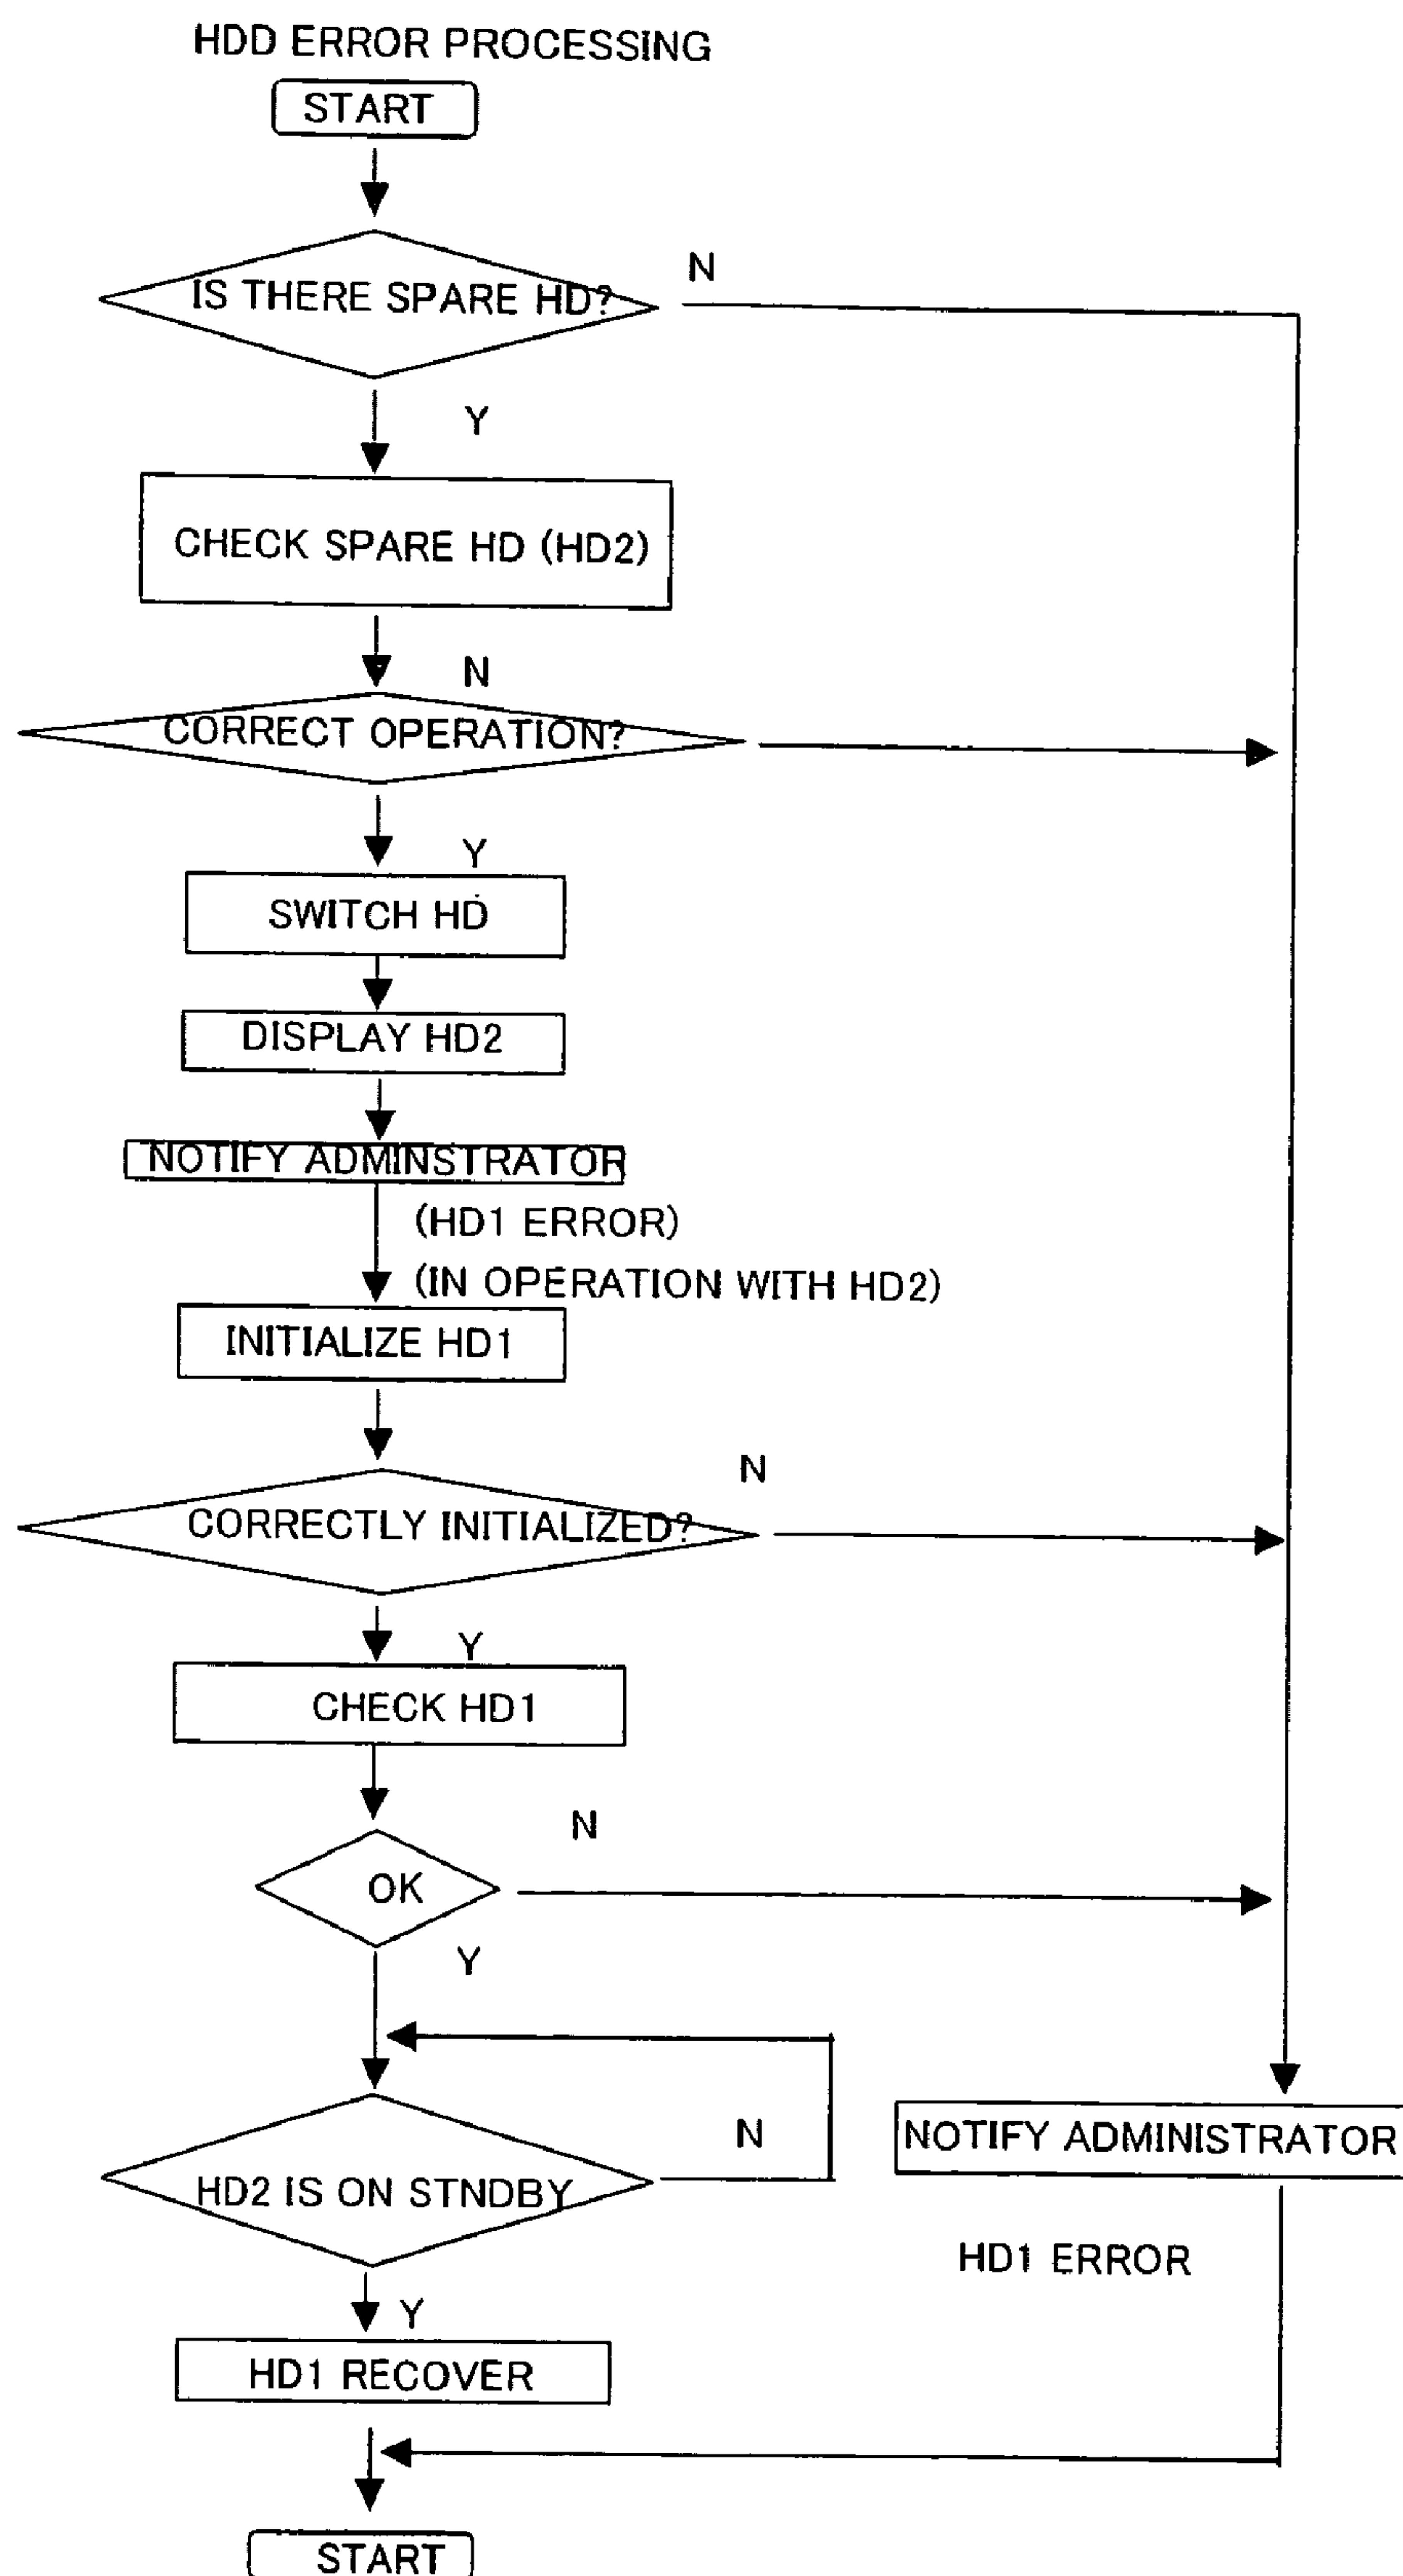 HDD ERROR PROCESSING
START
IS THERE SPARE HD?
N
Y
CHECK SPARE HD (HD2)
N
CORRECT OPERATION?
Y
SWITCH HD
DISPLAY HD2
NOTIFY ADMINSTRATOR
(HD1 ERROR)
(IN OPERATION WITH HD2)
INITIALIZE HD1
N
CORRECTLY INITIALIZED?
Y
CHECK HD1
N
OK
Y
N
NOTIFY ADMINISTRATOR
HD2 IS ON STNDBY
HD1 ERROR
Y
HD1 RECOVER
START